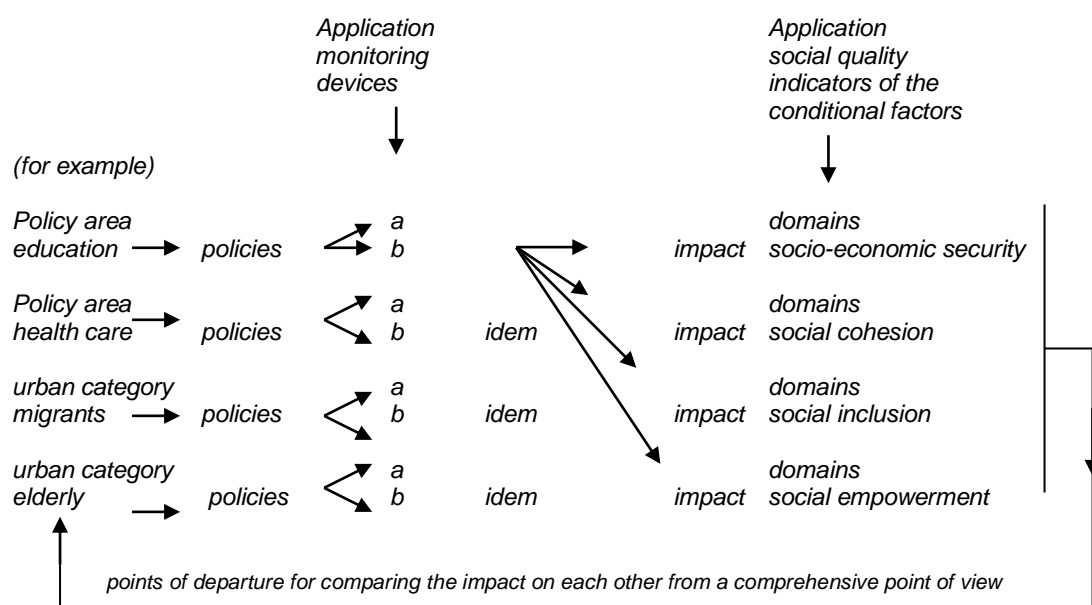 Application
monitoring
devices
Application
social quality
indicators of the
conditional factors
(for example)
Policy area
education
policies
a
b
impact
domains
socio-economic security
Policy area
health care
policies
a
b
idem
impact
domains
social cohesion
urban category
migrants
policies
a
b
idem
impact
domains
social inclusion
urban category
elderly
policies
a
b
idem
impact
domains
social empowerment
points of departure for comparing the impact on each other from a comprehensive point of view